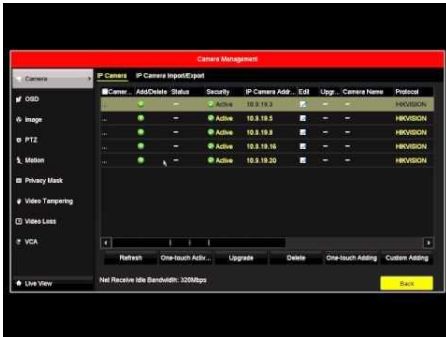 Camera Management
Camera
OSD
Image
PTZ
Motion
Privacy Mask
Video Tampering
Video Loss
VCA
Live View
IP Camera IP Camera Import/Export
Camer... Add/Delete Status Security IP Camera Addr... Edit Upgr... Camera Name Protocol
... – Active 10.9.19.3 – – HIKVISION
... – Active 10.9.19.5 – – HIKVISION
... – Active 10.9.19.8 – – HIKVISION
... – Active 10.9.19.16 – – HIKVISION
... – Active 10.9.19.20 – – HIKVISION
Refresh One-touch Activ... Upgrade Delete One-touch Adding Custom Adding
Net Receive Idle Bandwidth: 320Mbps
Back